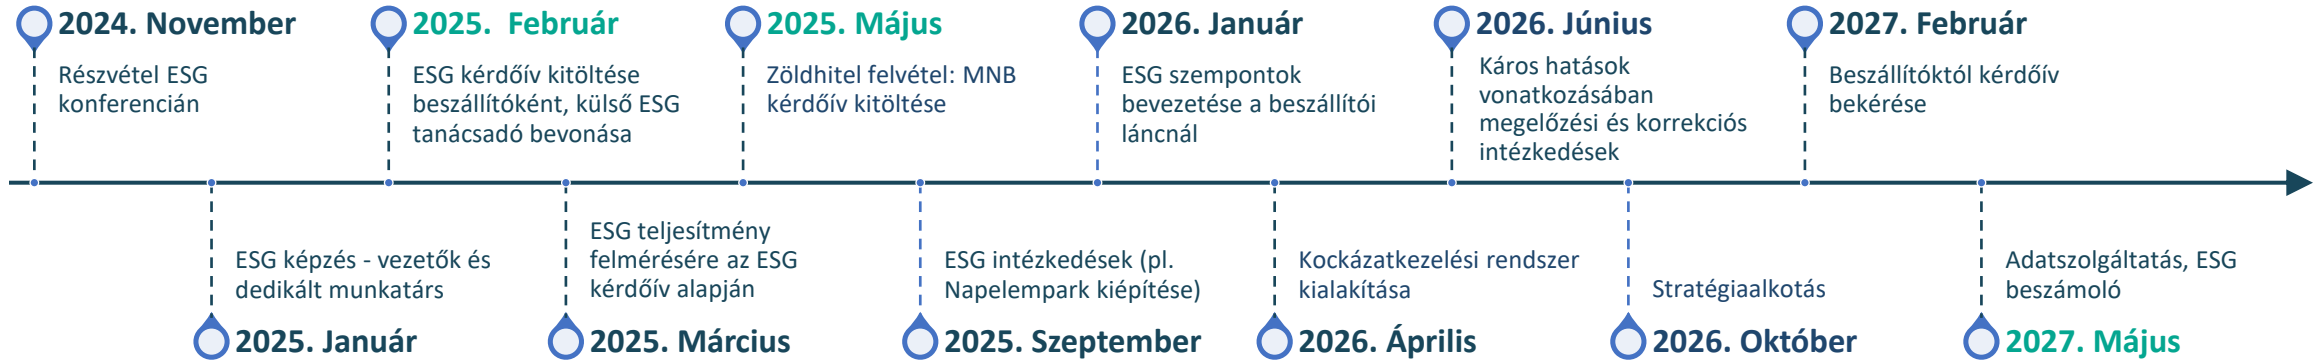 2024. November
Részvétel ESG
konferencián
2025. Január
ESG képzés - vezetők és
dedikált munkatárs
2025. Február
ESG kérdőív kitöltése
beszállítóként, külső ESG
tanácsadó bevonása
2025. Március
ESG teljesítmény
felmérésére az ESG
kérdőív alapján
2025. Május
Zöldhitel felvétel: MNB
kérdőív kitöltése
2025. Szeptember
ESG intézkedések (pl.
Napelempark kiépítése)
2026. Január
ESG szempontok
bevezetése a beszállítói
láncnál
2026. Április
Kockázatkezelési rendszer
kialakítása
2026. Június
Káros hatások
vonatkozásában
megelőzési és korrekciós
intézkedések
2026. Október
Stratégiaalkotás
2027. Február
Beszállítóktól kérdőív
bekérése
2027. Május
Adatszolgáltatás, ESG
beszámoló